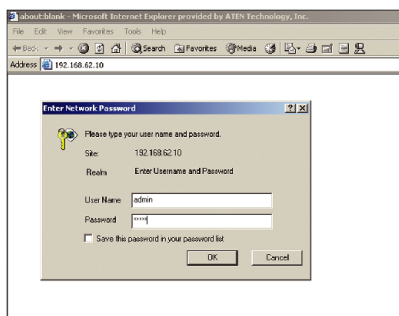 about:blank - Microsoft Internet Explorer provided by ATEN Technology, Inc.
File Edit View Favorites Tools Help
Back Search Favorites Media
Address 192.168.62.10
Enter Network Password
Please type your user name and password.
Site: 192.168.62.10
Realm Enter Username and Password
User Name admin
Password
Save this password in your password list
OK Cancel